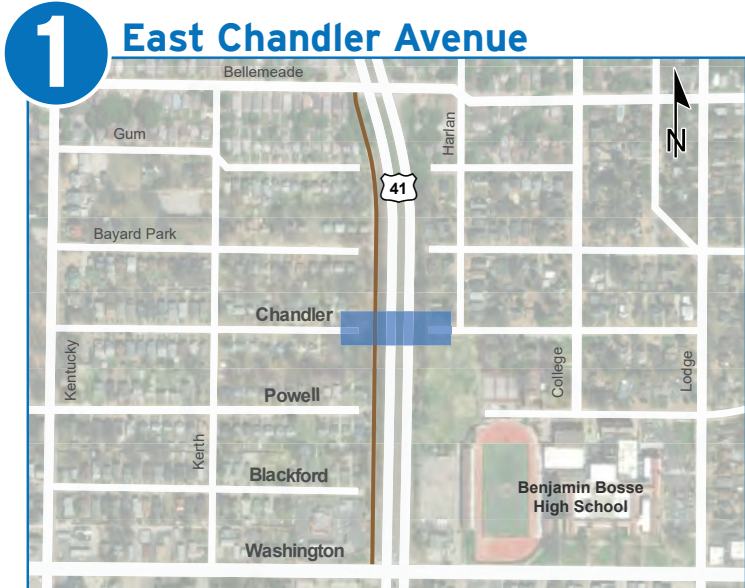 1
East Chandler Avenue
Bellemeade
Gum
Harlan
N
41
Bayard Park
Chandler
Kentucky
College
Lodge
Powell
Kerth
Blackford
Benjamin Bosse
High School
Washington